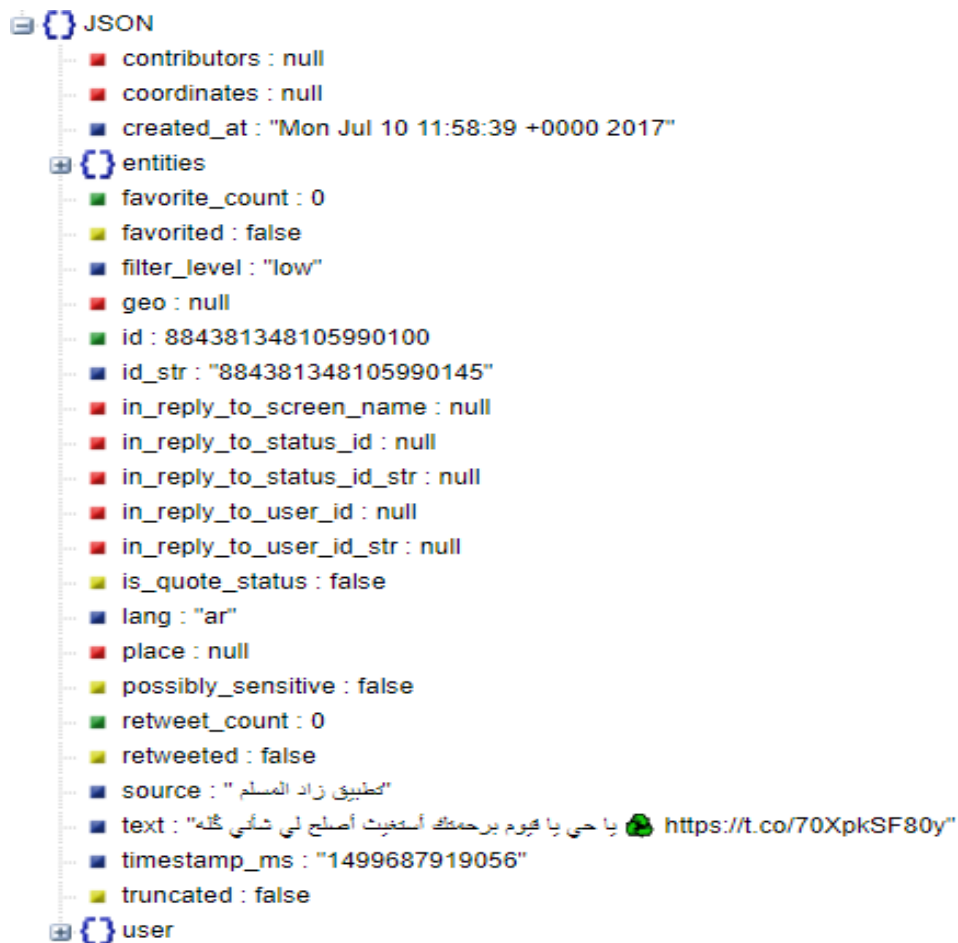 JSON
contributors : null
coordinates : null
created_at : "Mon Jul 10 11:58:39 +0000 2017"
entities
favorite_count : 0
favorited : false
filter_level : "low"
geo : null
id : 884381348105990100
id_str : "884381348105990145"
in_reply_to_screen_name : null
in_reply_to_status_id : null
in_reply_to_status_id_str : null
in_reply_to_user_id : null
in_reply_to_user_id_str : null
is_quote_status : false
lang : "ar"
place : null
possibly_sensitive : false
retweet_count : 0
retweeted : false
source : "تطبيق زاد المسلم"
text : "يا حي يا قيوم برحمتك أستغيث أصلح لي شأني كُله ♻ https://t.co/70XpkSF80y"
timestamp_ms : "1499687919056"
truncated : false
user